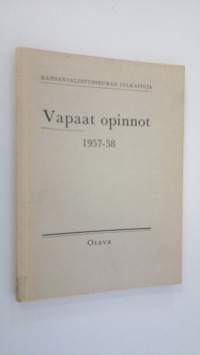 KANSANVALISTUSSEURAN JULKAISUJA
Vapaat opinnot
1957-58
OTAVA